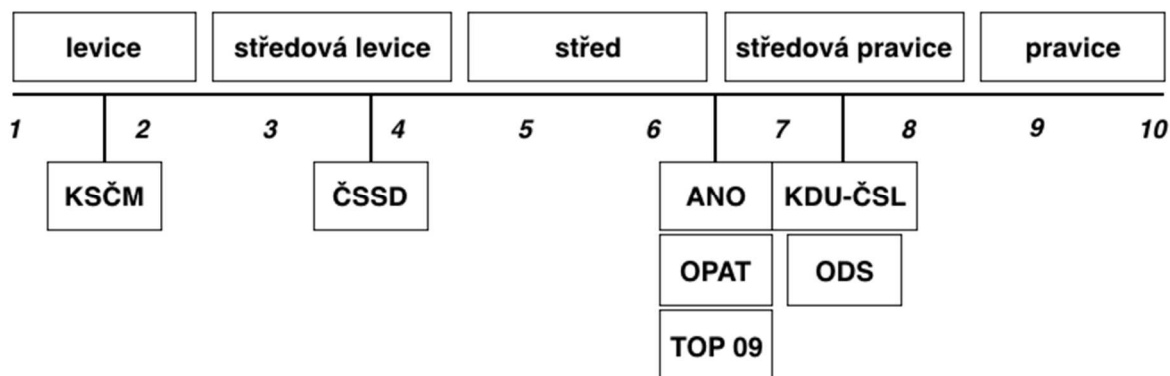 levice středová levice střed středová pravice pravice
1 2 3 4 5 6 7 8 9 10
KSČM ČSSD ANO KDU-ČSL
OPAT ODS
TOP 09